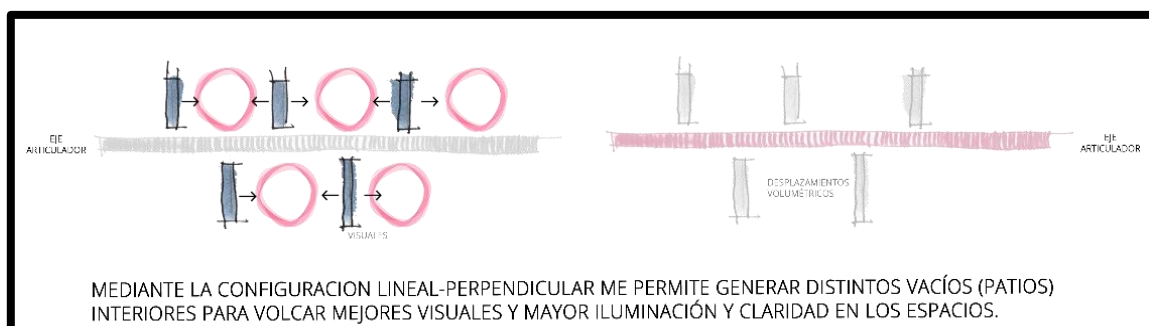 EJE
ARTICULADOR
VISUALES
DESPLAZAMIENTOS
VOLUMÉTRICOS
EJE
ARTICULADOR
MEDIANTE LA CONFIGURACION LINEAL-PERPENDICULAR ME PERMITE GENERAR DISTINTOS VACÍOS (PATIOS)
INTERIORES PARA VOLCAR MEJORES VISUALES Y MAYOR ILUMINACIÓN Y CLARIDAD EN LOS ESPACIOS.